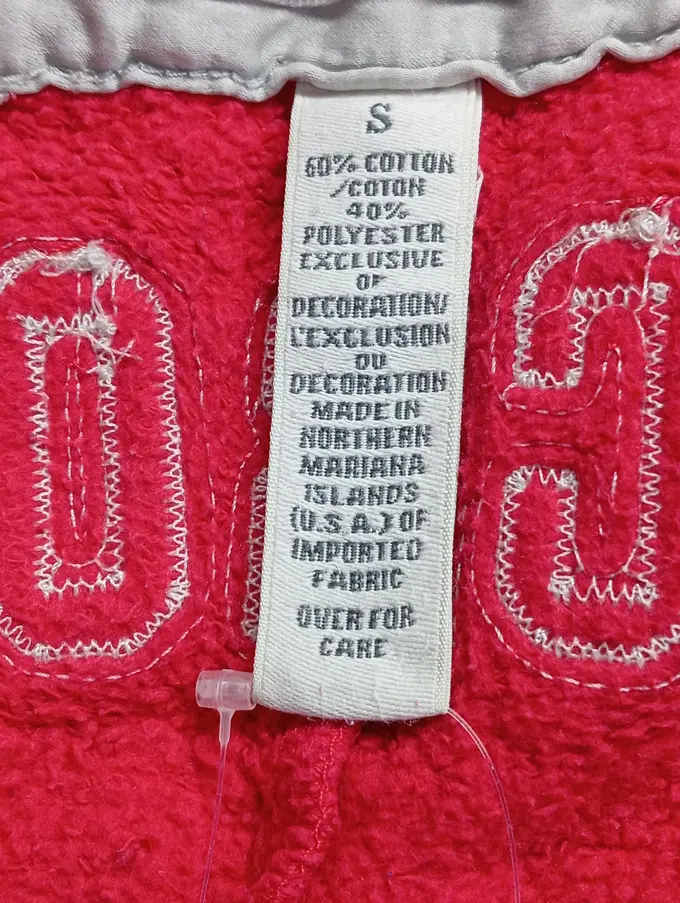 S
60% COTTON
/COTON
40%
POLYESTER
EXCLUSIVE
OF
DECORATION/
L'EXCLUSION
OU
DECORATION
MADE IN
NORTHERN
MARIANA
ISLANDS
(U.S.A.) OF
IMPORTED
FABRIC
OVER FOR
CARE